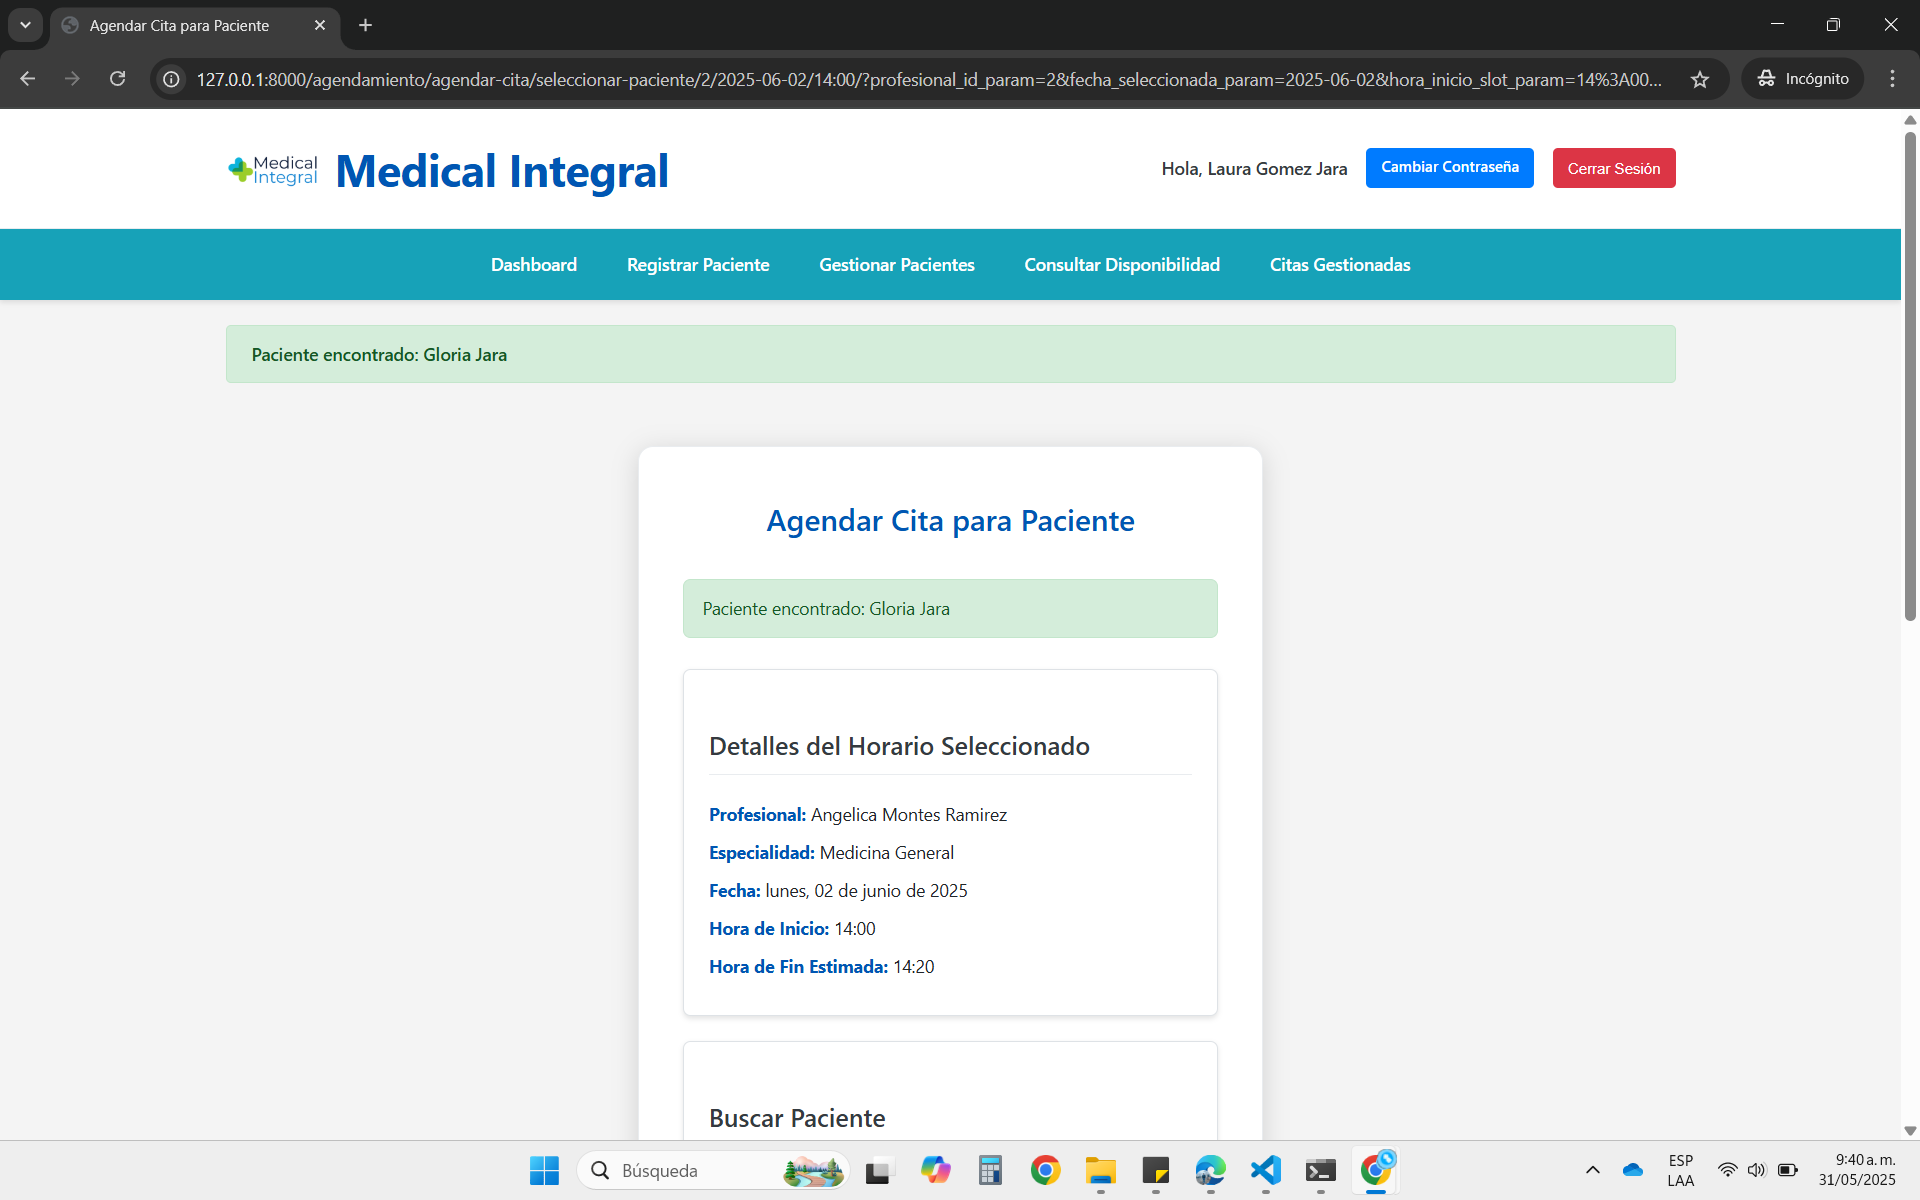 Agendar Cita para Paciente
127.0.0.1:8000/agendamiento/agendar-cita/seleccionar-paciente/2/2025-06-02/14:00/?profesional_id_param=2&fecha_seleccionada_param=2025-06-02&hora_inicio_slot_param=14%3A00...
Incógnito
Medical
Integral
Medical Integral
Hola, Laura Gomez Jara
Cambiar Contraseña
Cerrar Sesión
Dashboard
Registrar Paciente
Gestionar Pacientes
Consultar Disponibilidad
Citas Gestionadas
Paciente encontrado: Gloria Jara
Agendar Cita para Paciente
Paciente encontrado: Gloria Jara
Detalles del Horario Seleccionado
Profesional: Angelica Montes Ramirez
Especialidad: Medicina General
Fecha: lunes, 02 de junio de 2025
Hora de Inicio: 14:00
Hora de Fin Estimada: 14:20
Buscar Paciente
Búsqueda
ESP
LAA
9:40 a. m.
31/05/2025